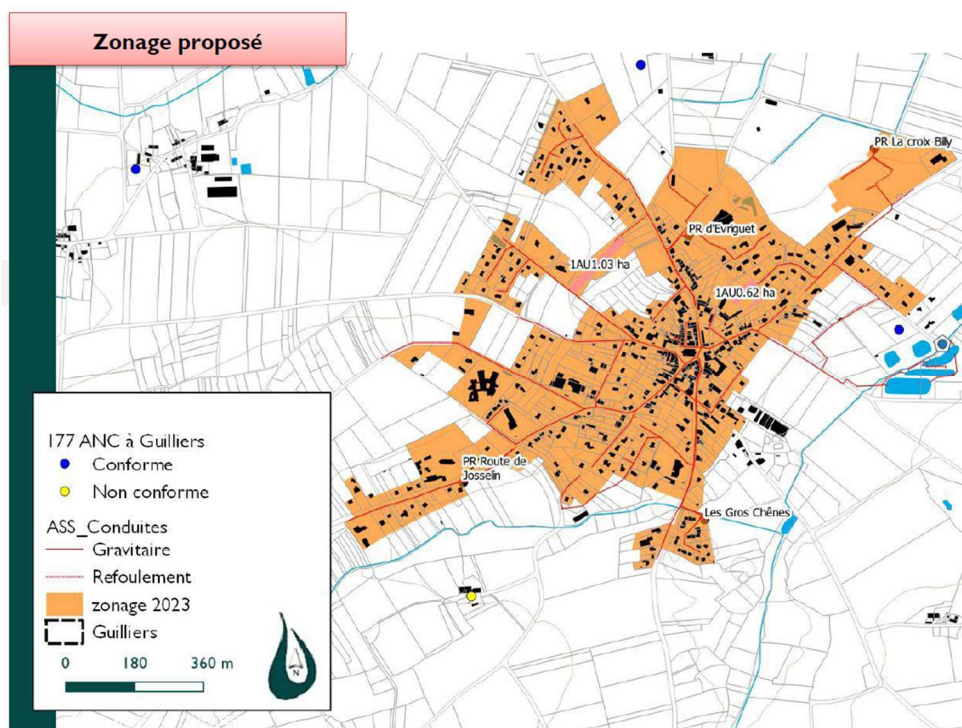 Zonage proposé
PR La croix Billy
PR d'Evriguet
1AU1.03 ha
1AU0.62 ha
PR Route de
Josselin
Les Gros Chênes
177 ANC à Guilliers
Conforme
Non conforme
ASS_Conduites
Gravitaire
Refoulement
zonage 2023
Guilliers
0 180 360 m
N